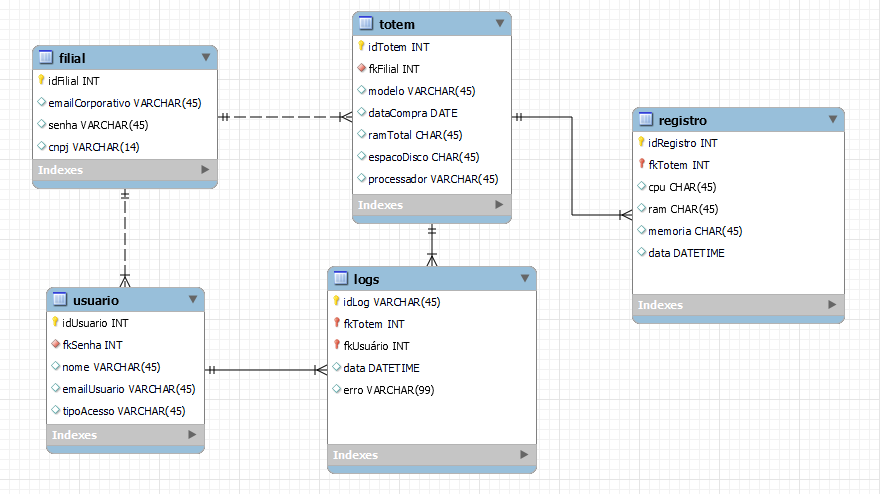 filial
idFilial INT
emailCorporativo VARCHAR(45)
senha VARCHAR(45)
cnpj VARCHAR(14)
Indexes
totem
idTotem INT
fkFilial INT
modelo VARCHAR(45)
dataCompra DATE
ramTotal CHAR(45)
espacoDisco CHAR(45)
processador VARCHAR(45)
Indexes
registro
idRegistro INT
fkTotem INT
cpu CHAR(45)
ram CHAR(45)
memoria CHAR(45)
data DATETIME
Indexes
usuario
idUsuario INT
fkSenha INT
nome VARCHAR(45)
emailUsuario VARCHAR(45)
tipoAcesso VARCHAR(45)
Indexes
logs
idLog VARCHAR(45)
fkTotem INT
fkUsuário INT
data DATETIME
erro VARCHAR(99)
Indexes